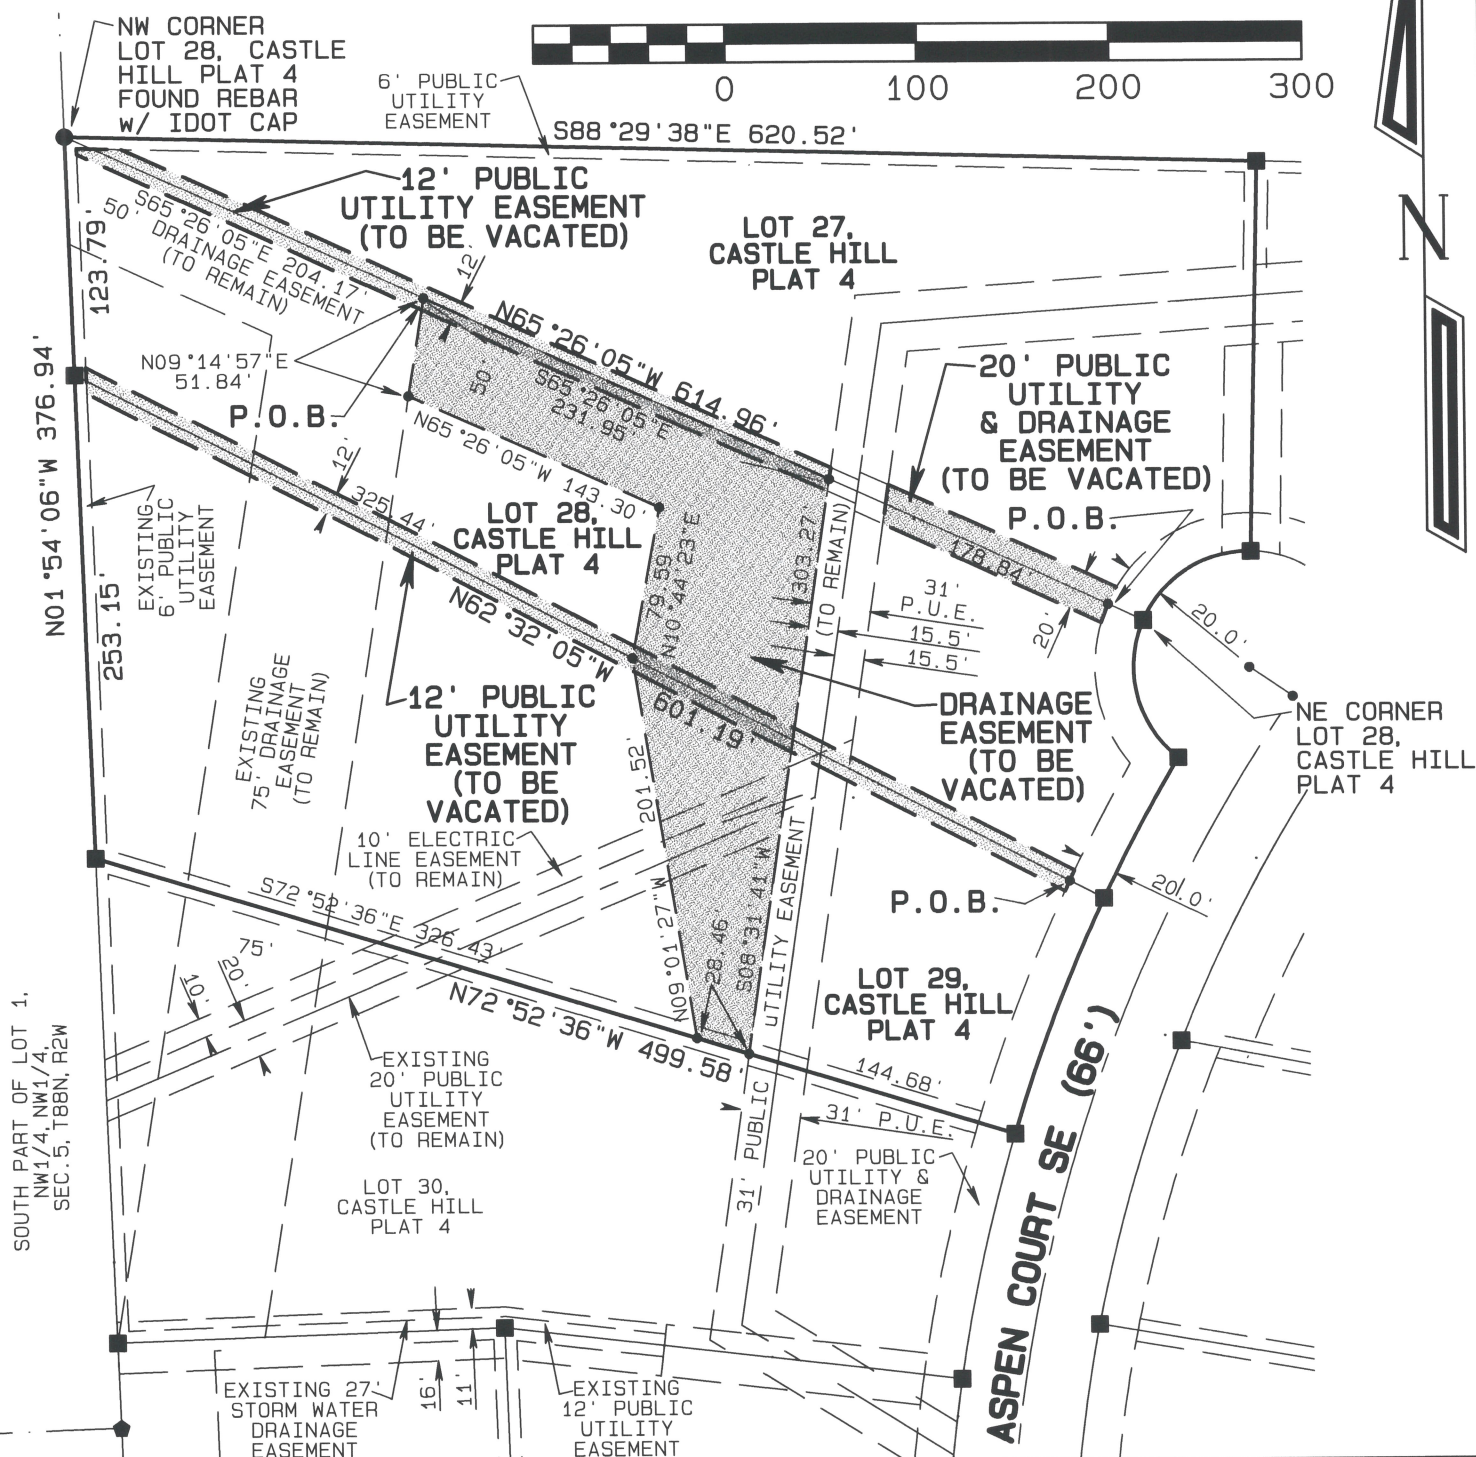 NW CORNER
LOT 28, CASTLE
HILL PLAT 4
FOUND REBAR
W/ IDOT CAP
6' PUBLIC
UTILITY
EASEMENT
0 100 200 300
S88°29'38"E 620.52'
12' PUBLIC
UTILITY EASEMENT
(TO BE VACATED)
LOT 27,
CASTLE HILL
PLAT 4
N
S65°26'05"E 204.17'
50' DRAINAGE EASEMENT
(TO REMAIN)
123.79'
12'
N65°26'05"W 614.96'
S65°26'05"E
231.95'
50'
N09°14'57"E
51.84'
P.O.B.
N65°26'05"W 143.30'
20' PUBLIC
UTILITY
& DRAINAGE
EASEMENT
(TO BE VACATED)
P.O.B.
178.84'
20'
20.0'
N01°54'06"W 376.94'
253.15'
EXISTING
6' PUBLIC
UTILITY
EASEMENT
12'
325.44'
LOT 28,
CASTLE HILL
PLAT 4
N62°32'05"W
601.19'
79.59'
N10°44'23"E
303.27'
(TO REMAIN)
31'
P.U.E.
15.5'
15.5'
EXISTING
75' DRAINAGE
EASEMENT
(TO REMAIN)
12' PUBLIC
UTILITY
EASEMENT
(TO BE
VACATED)
DRAINAGE
EASEMENT
(TO BE
VACATED)
NE CORNER
LOT 28,
CASTLE HILL
PLAT 4
201.52'
N09°01'27"W
10' ELECTRIC
LINE EASEMENT
(TO REMAIN)
S72°52'36"E 326.43'
N72°52'36"W 499.58'
28.46'
S08°31'41"W
UTILITY EASEMENT
31' PUBLIC
P.O.B.
20.0'
LOT 29,
CASTLE HILL
PLAT 4
144.68'
31' P.U.E.
75'
20'
10'
EXISTING
20' PUBLIC
UTILITY
EASEMENT
(TO REMAIN)
SOUTH PART OF LOT 1,
NW1/4,NW1/4,
SEC.5, T88N, R2W
LOT 30,
CASTLE HILL
PLAT 4
20' PUBLIC
UTILITY &
DRAINAGE
EASEMENT
ASPEN COURT SE (66')
EXISTING 27'
STORM WATER
DRAINAGE
EASEMENT
16'
11'
EXISTING
12' PUBLIC
UTILITY
EASEMENT